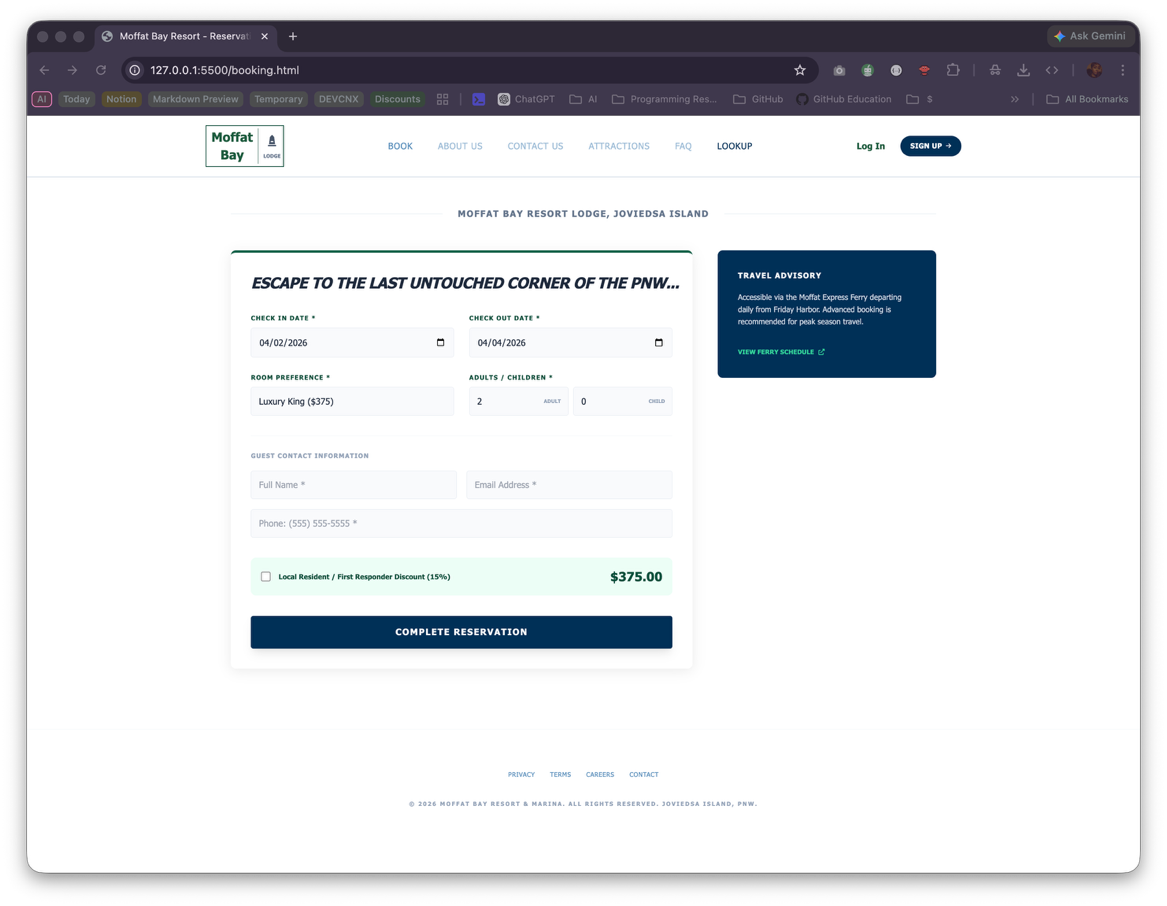 Moffat Bay Resort - Reservat
Ask Gemini
127.0.0.1:5500/booking.html
AI
Today
Notion
Markdown Preview
Temporary
DEVCNX
Discounts
ChatGPT
AI
Programming Res...
GitHub
GitHub Education
$
»
All Bookmarks
Moffat
Bay
LODGE
BOOK
ABOUT US
CONTACT US
ATTRACTIONS
FAQ
LOOKUP
Log In
SIGN UP →
MOFFAT BAY RESORT LODGE, JOVIEDSA ISLAND
ESCAPE TO THE LAST UNTOUCHED CORNER OF THE PNW...
CHECK IN DATE *
CHECK OUT DATE *
04/02/2026
04/04/2026
ROOM PREFERENCE *
ADULTS / CHILDREN *
Luxury King ($375)
2
ADULT
0
CHILD
GUEST CONTACT INFORMATION
Full Name *
Email Address *
Phone: (555) 555-5555 *
Local Resident / First Responder Discount (15%)
$375.00
COMPLETE RESERVATION
TRAVEL ADVISORY
Accessible via the Moffat Express Ferry departing
daily from Friday Harbor. Advanced booking is
recommended for peak season travel.
VIEW FERRY SCHEDULE
PRIVACY
TERMS
CAREERS
CONTACT
© 2026 MOFFAT BAY RESORT & MARINA. ALL RIGHTS RESERVED. JOVIEDSA ISLAND, PNW.